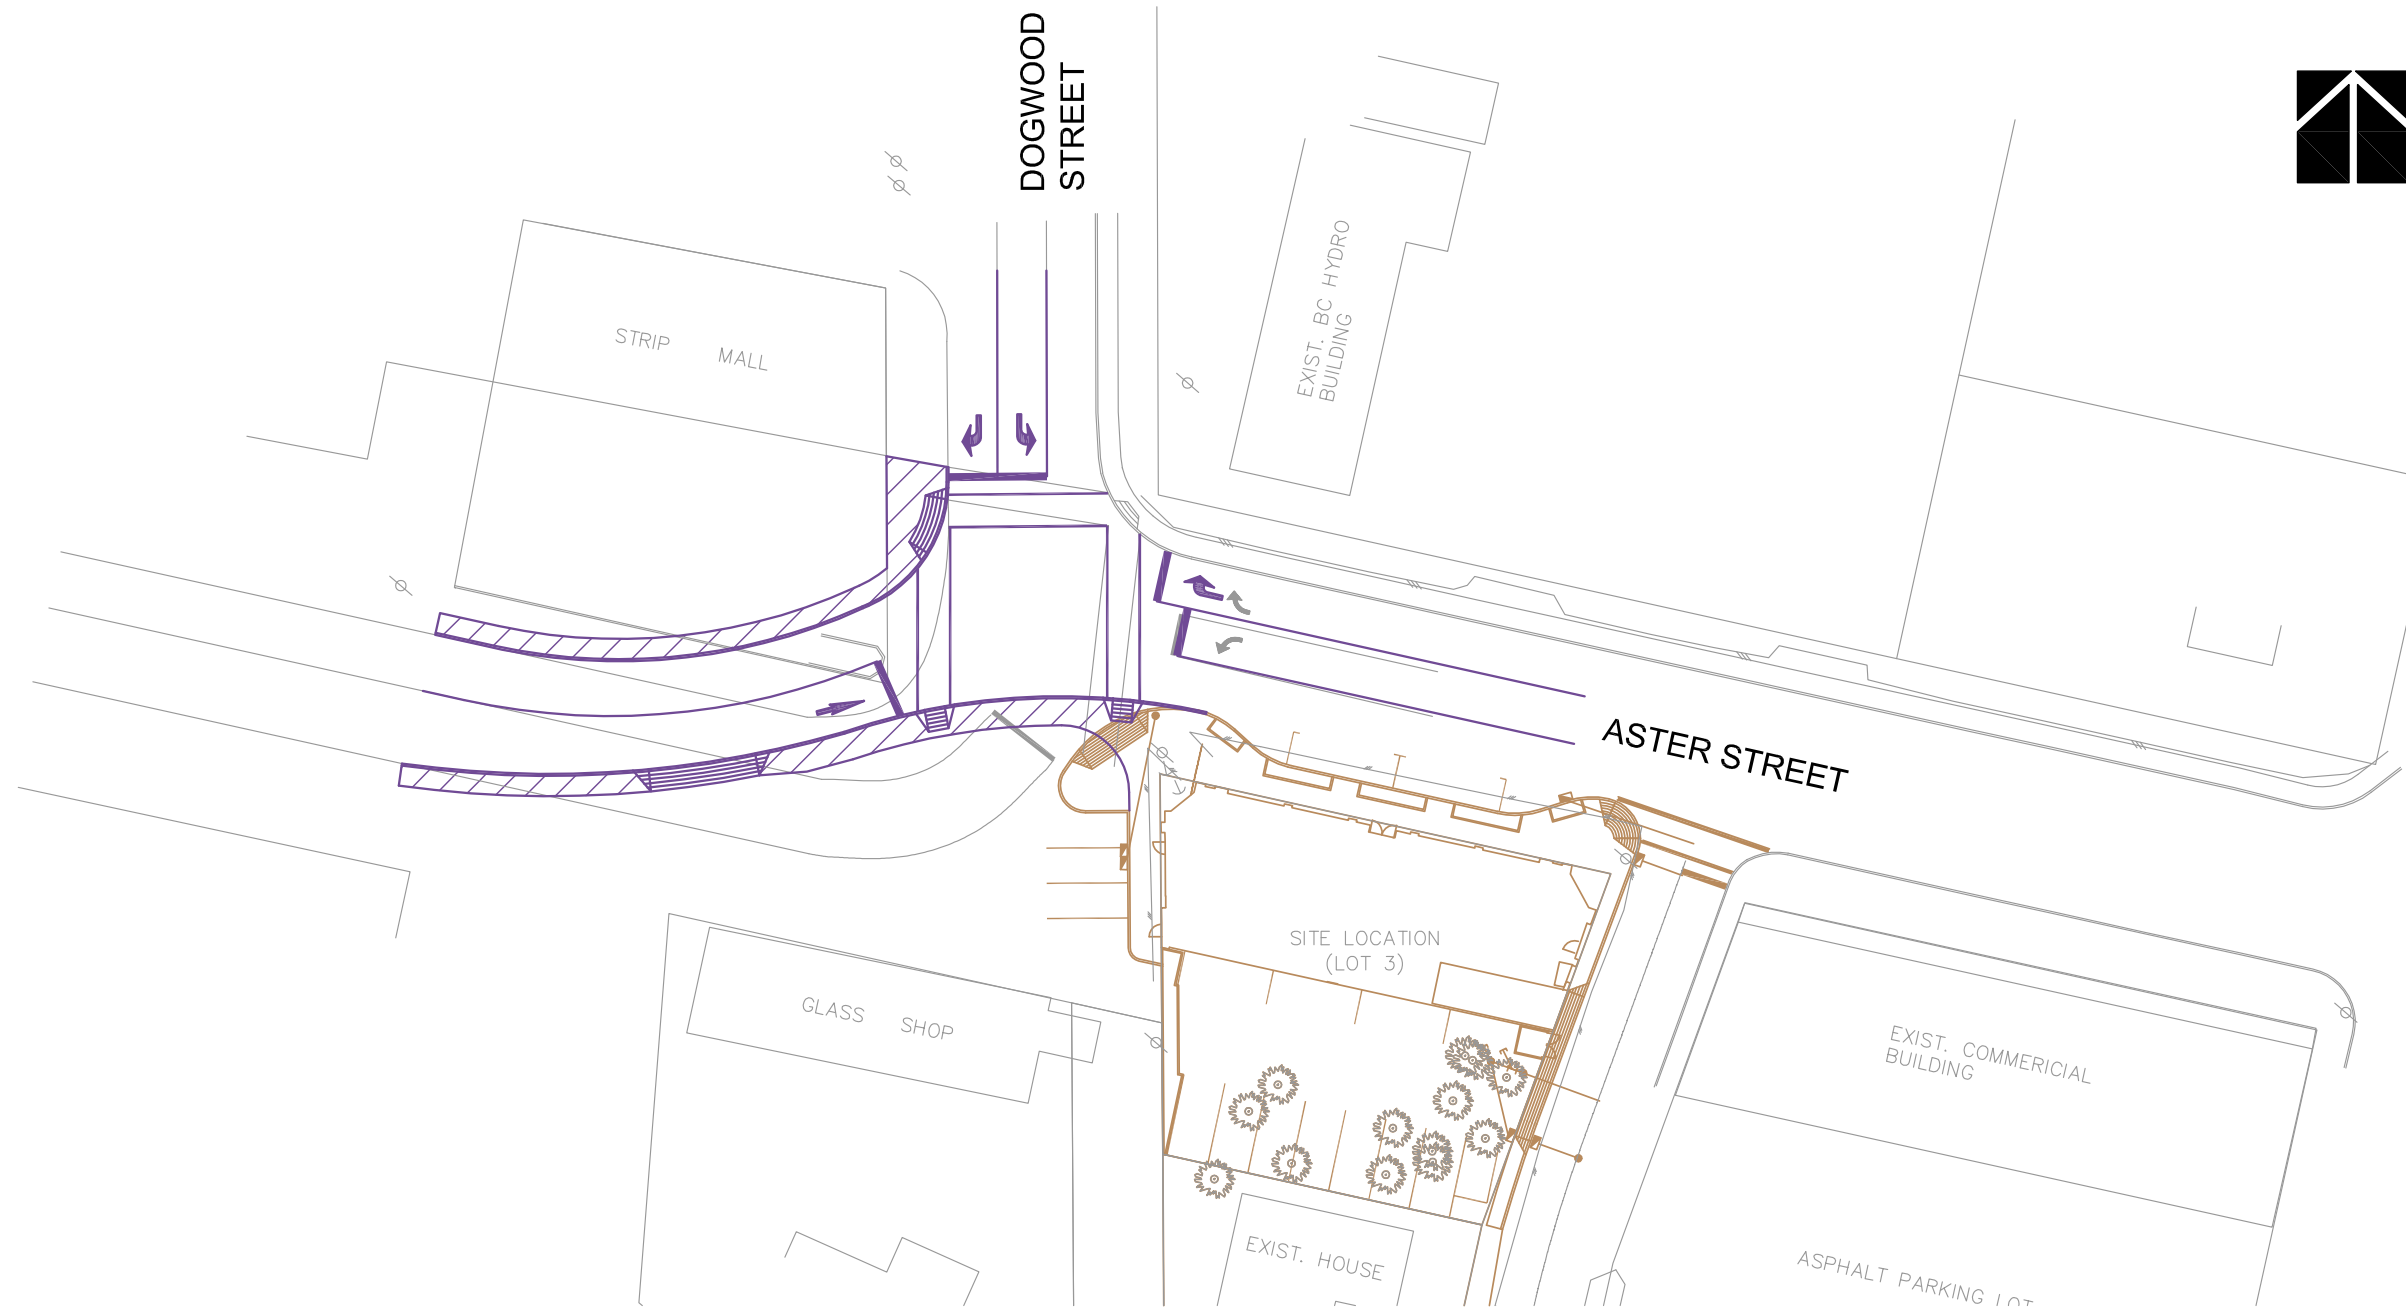 DOGWOOD
STREET
STRIP MALL
EXIST. BC HYDRO
BUILDING
ASTER STREET
SITE LOCATION
(LOT 3)
GLASS SHOP
EXIST. COMMERICIAL
BUILDING
EXIST. HOUSE
ASPHALT PARKING LOT